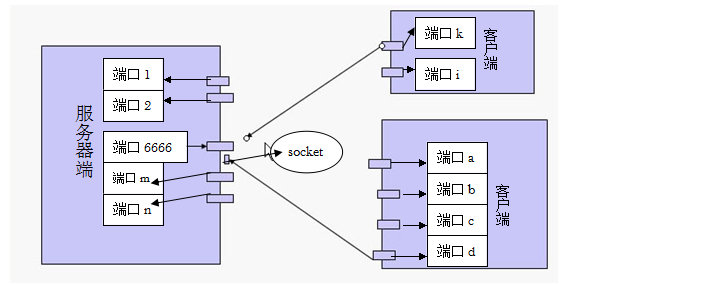 服务器端
端口 1
端口 2
端口 6666
端口 m
端口 n
socket
端口 k
端口 i
客户端
端口 a
端口 b
端口 c
端口 d
客户端